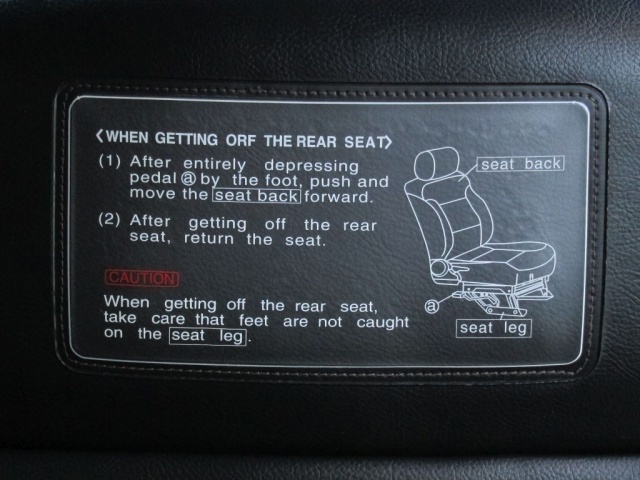 <WHEN GETTING ORF THE REAR SEAT>
(1) After entirely depressing
pedal ⓐ by the foot, push and
move the seat back forward.
(2) After getting off the rear
seat, return the seat.
CAUTION
When getting off the rear seat,
take care that feet are not caught
on the seat leg.
seat back
ⓐ
seat leg